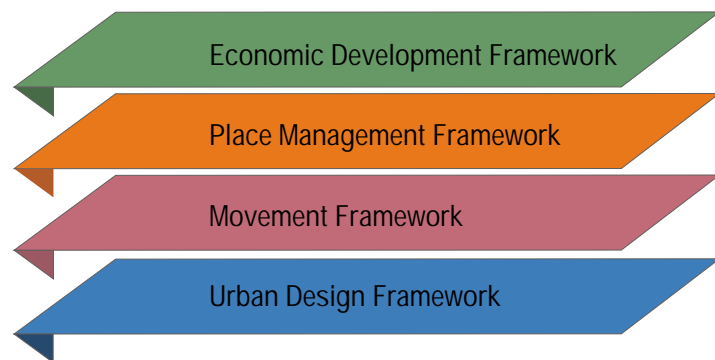 Economic Development Framework
Place Management Framework
Movement Framework
Urban Design Framework